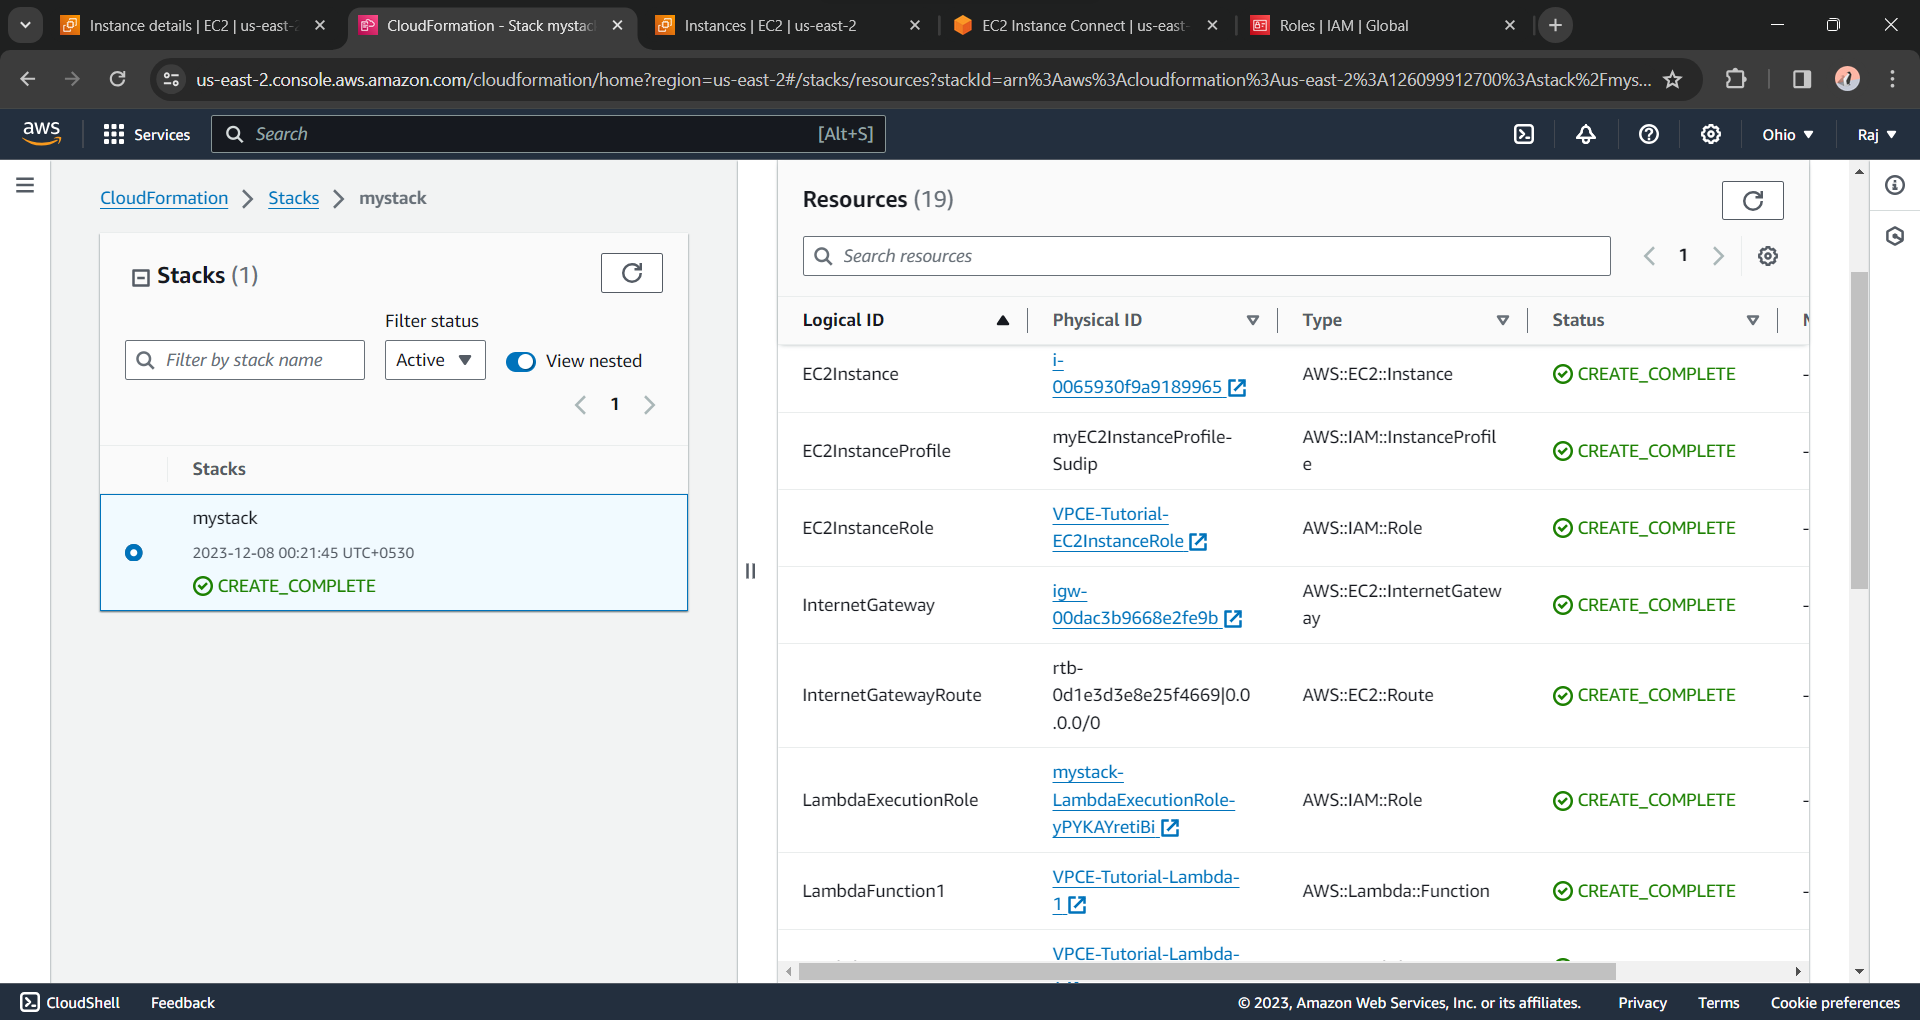 Instance details | EC2 | us-east-2
CloudFormation - Stack mystac
Instances | EC2 | us-east-2
EC2 Instance Connect | us-east-
Roles | IAM | Global
us-east-2.console.aws.amazon.com/cloudformation/home?region=us-east-2#/stacks/resources?stackId=arn%3Aaws%3Acloudformation%3Aus-east-2%3A126099912700%3Astack%2Fmys...
aws
Services
Search
[Alt+S]
Ohio
Raj
CloudFormation
Stacks
mystack
Stacks (1)
Filter status
Filter by stack name
Active
View nested
1
Stacks
mystack
2023-12-08 00:21:45 UTC+0530
CREATE_COMPLETE
Resources (19)
Search resources
1
Logical ID
Physical ID
Type
Status
EC2Instance
i-
0065930f9a9189965
AWS::EC2::Instance
CREATE_COMPLETE
-
EC2InstanceProfile
myEC2InstanceProfile-
Sudip
AWS::IAM::InstanceProfil
e
CREATE_COMPLETE
-
EC2InstanceRole
VPCE-Tutorial-
EC2InstanceRole
AWS::IAM::Role
CREATE_COMPLETE
-
InternetGateway
igw-
00dac3b9668e2fe9b
AWS::EC2::InternetGatew
ay
CREATE_COMPLETE
-
InternetGatewayRoute
rtb-
0d1e3d3e8e25f4669|0.0
.0.0/0
AWS::EC2::Route
CREATE_COMPLETE
-
LambdaExecutionRole
mystack-
LambdaExecutionRole-
yPYKAYretiBi
AWS::IAM::Role
CREATE_COMPLETE
-
LambdaFunction1
VPCE-Tutorial-Lambda-
1
AWS::Lambda::Function
CREATE_COMPLETE
-
VPCE-Tutorial-Lambda-
CloudShell
Feedback
© 2023, Amazon Web Services, Inc. or its affiliates.
Privacy
Terms
Cookie preferences